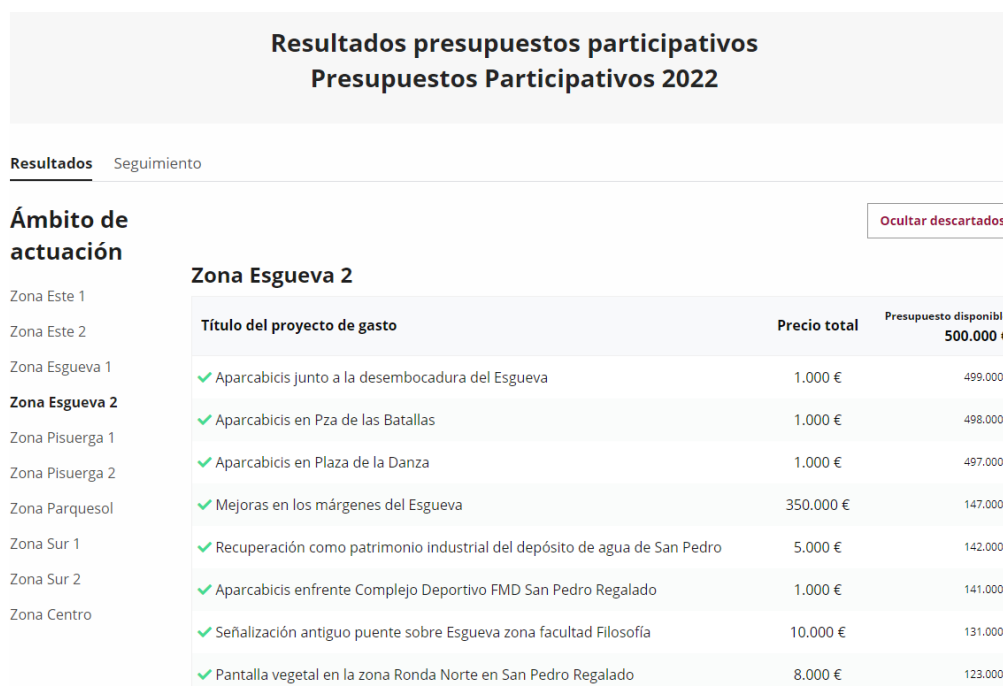 Resultados presupuestos participativos
Presupuestos Participativos 2022
Resultados Seguimiento
Ámbito de
actuación
Zona Este 1
Zona Este 2
Zona Esgueva 1
Zona Esgueva 2
Zona Pisuerga 1
Zona Pisuerga 2
Zona Parquesol
Zona Sur 1
Zona Sur 2
Zona Centro
Ocultar descartados
Zona Esgueva 2
Título del proyecto de gasto Precio total Presupuesto disponibl
500.000 €
Aparcabicis junto a la desembocadura del Esgueva 1.000 € 499.000
Aparcabicis en Pza de las Batallas 1.000 € 498.000
Aparcabicis en Plaza de la Danza 1.000 € 497.000
Mejoras en los márgenes del Esgueva 350.000 € 147.000
Recuperación como patrimonio industrial del depósito de agua de San Pedro 5.000 € 142.000
Aparcabicis enfrente Complejo Deportivo FMD San Pedro Regalado 1.000 € 141.000
Señalización antiguo puente sobre Esgueva zona facultad Filosofía 10.000 € 131.000
Pantalla vegetal en la zona Ronda Norte en San Pedro Regalado 8.000 € 123.000